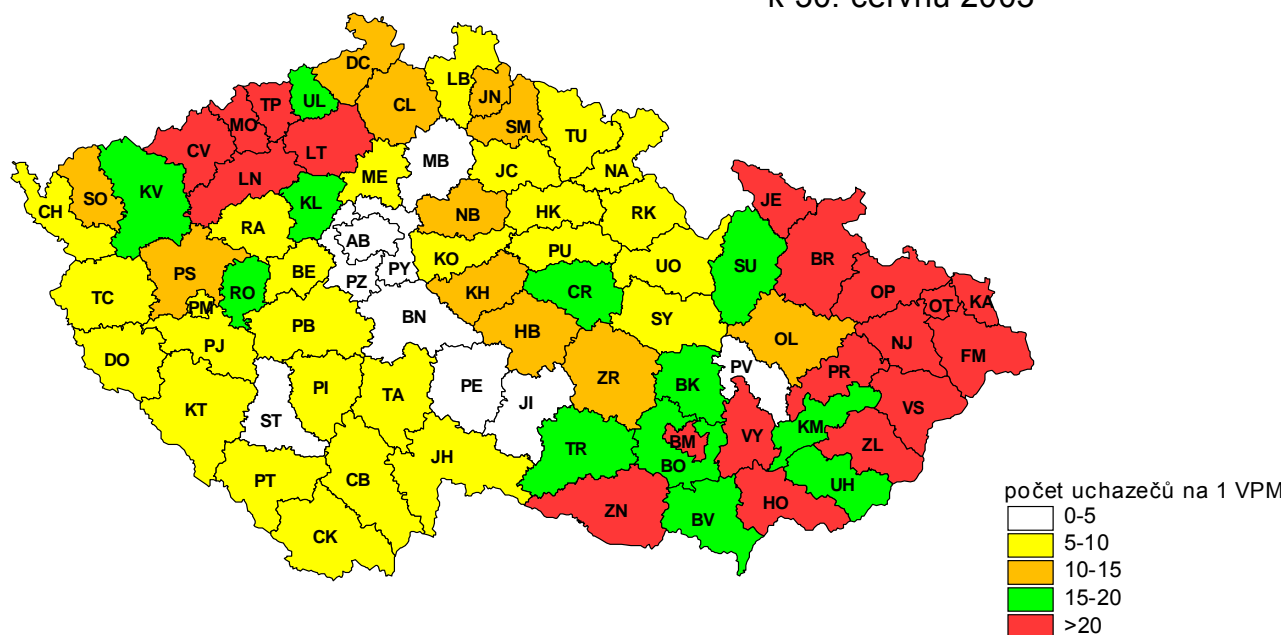 DC
LB
JN
CL
UL
TP
MO
SM
TU
CV
LT
MB
ME
JC
NA
LN
KV
SO
CH
KL
NB
HK
RK
JE
RA
AB
PY
PZ
KO
PU
UO
SU
BR
BE
PS
RO
TC
PM
KH
CR
OP
OT
KA
PB
BN
HB
SY
OL
NJ
FM
DO
PJ
PV
PR
KT
PI
TA
PE
JI
ZR
BK
VS
ST
KM
BM
VY
ZL
TR
BO
JH
CB
PT
UH
CK
ZN
BV
HO
počet uchazečů na 1 VPM
0-5
5-10
10-15
15-20
>20